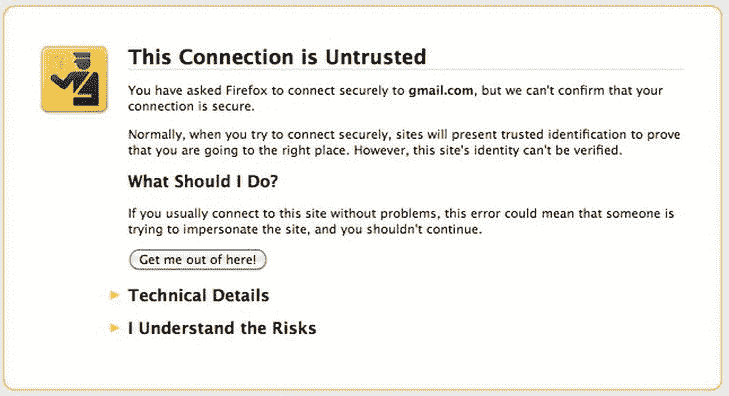 This Connection is Untrusted
You have asked Firefox to connect securely to gmail.com, but we can't confirm that your
connection is secure.
Normally, when you try to connect securely, sites will present trusted identification to prove
that you are going to the right place. However, this site's identity can't be verified.
What Should I Do?
If you usually connect to this site without problems, this error could mean that someone is
trying to impersonate the site, and you shouldn't continue.
Get me out of here!
Technical Details
I Understand the Risks